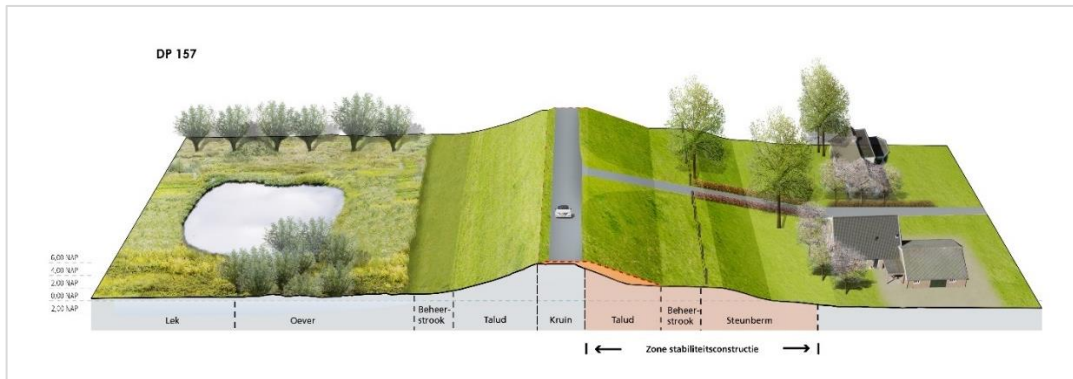 DP 157
6,00 NAP
4,00 NAP
2,00 NAP
0,00 NAP
2,00 NAP
Lek
Oever
Beheer-
strook
Talud
Kruin
Talud
Beheer-
strook
Steunberm
Zone stabiliteitsconstructie